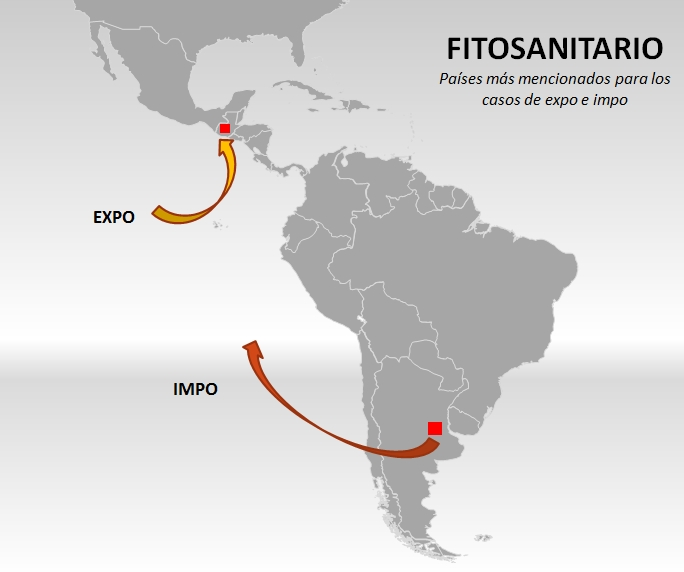 FITOSANITARIO
Países más mencionados para los
casos de expo e impo
EXPO
IMPO